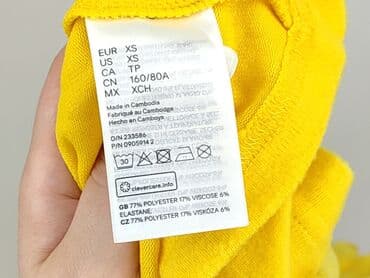 EUR XS
US XS
CA TP
CN 160/80A
MX XCH
Made in Cambodia
Fabriqué au Cambodge
Hecho en Camboya
O/N 233586
P/N 0905914 2
30
clevercare.info
GB 77% POLYESTER 17% VISCOSE 6%
ELASTANE;
CZ 77% POLYESTER 17% VISKÓZA 6%